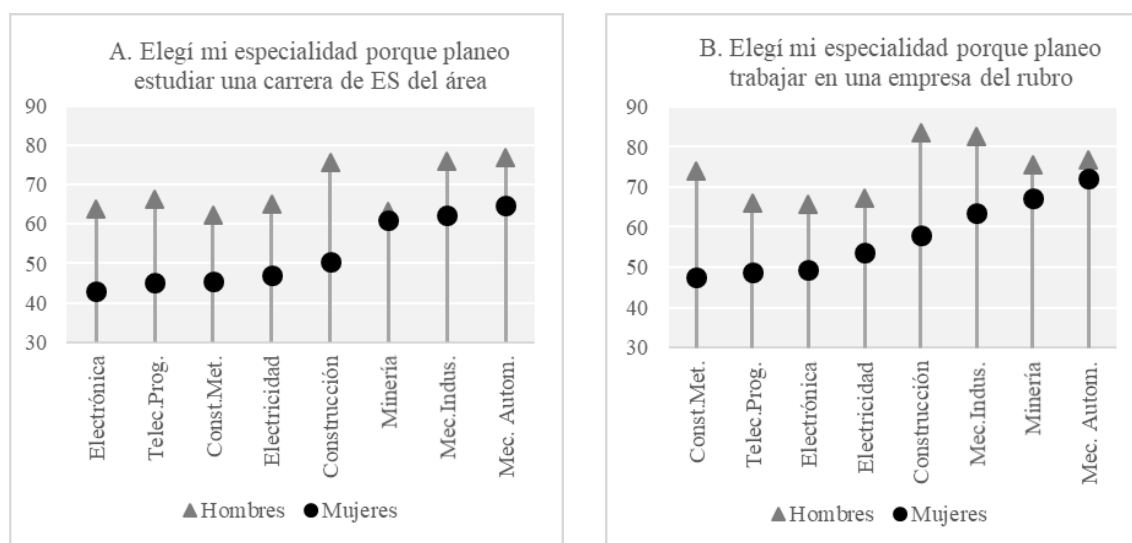 A. Elegí mi especialidad porque planeo
estudiar una carrera de ES del área
90
80
70
60
50
40
30
Electrónica
Telec.Prog.
Const.Met.
Electricidad
Construcción
Minería
Mec.Indus.
Mec. Autom.
Hombres
Mujeres
B. Elegí mi especialidad porque planeo
trabajar en una empresa del rubro
90
80
70
60
50
40
30
Const.Met.
Telec.Prog.
Electrónica
Electricidad
Construcción
Mec.Indus.
Minería
Mec. Autom.
Hombres
Mujeres